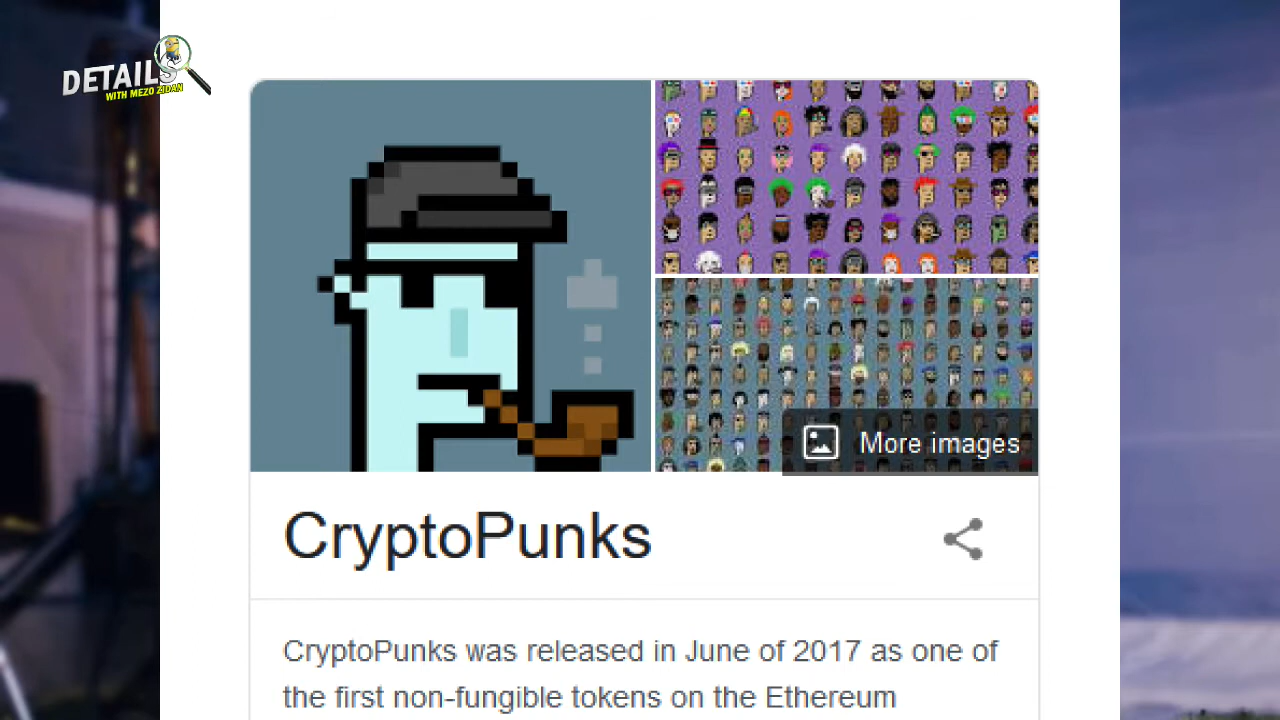 DETAILS
WITH MEZO ZIDAN
More images
CryptoPunks
CryptoPunks was released in June of 2017 as one of
the first non-fungible tokens on the Ethereum